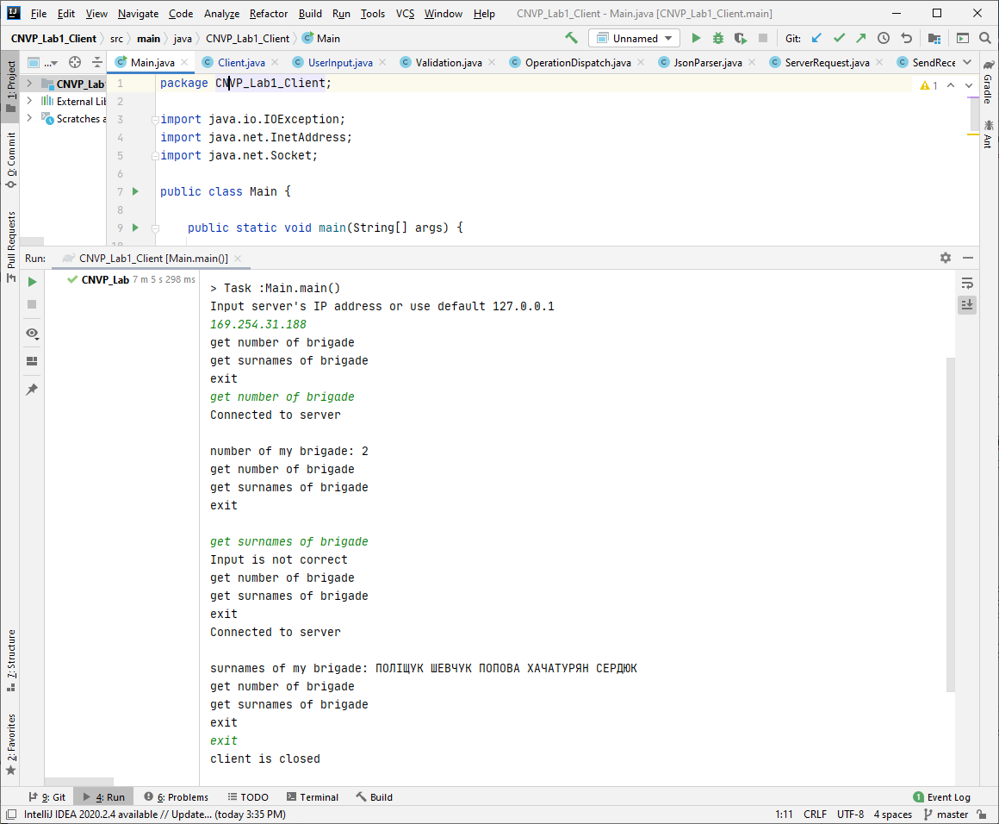 File Edit View Navigate Code Analyze Refactor Build Run Tools VCS Window Help CNVP_Lab1_Client - Main.java [CNVP_Lab1_Client.main]
CNVP_Lab1_Client src main java CNVP_Lab1_Client Main Unnamed Git:
1: Project
... Main.java Client.java UserInput.java Validation.java OperationDispatch.java JsonParser.java ServerRequest.java SendRece
CNVP_Lab
External Lib
Scratches a
1 package CNVP_Lab1_Client;
2
3 import java.io.IOException;
4 import java.net.InetAddress;
5 import java.net.Socket;
6
7 public class Main {
8
9 public static void main(String[] args) {
10
1
Gradle
Ant
0: Commit
Pull Requests
Run: CNVP_Lab1_Client [Main.main()]
CNVP_Lab 7 m 5 s 298 ms
> Task :Main.main()
Input server's IP address or use default 127.0.0.1
169.254.31.188
get number of brigade
get surnames of brigade
exit
get number of brigade
Connected to server
number of my brigade: 2
get number of brigade
get surnames of brigade
exit
get surnames of brigade
Input is not correct
get number of brigade
get surnames of brigade
exit
Connected to server
surnames of my brigade: ПОЛІЩУК ШЕВЧУК ПОПОВА ХАЧАТУРЯН СЕРДЮК
get number of brigade
get surnames of brigade
exit
exit
client is closed
7: Structure
2: Favorites
9: Git 4: Run 6: Problems TODO Terminal Build 1 Event Log
IntelliJ IDEA 2020.2.4 available // Update... (today 3:35 PM) 1:11 CRLF UTF-8 4 spaces master